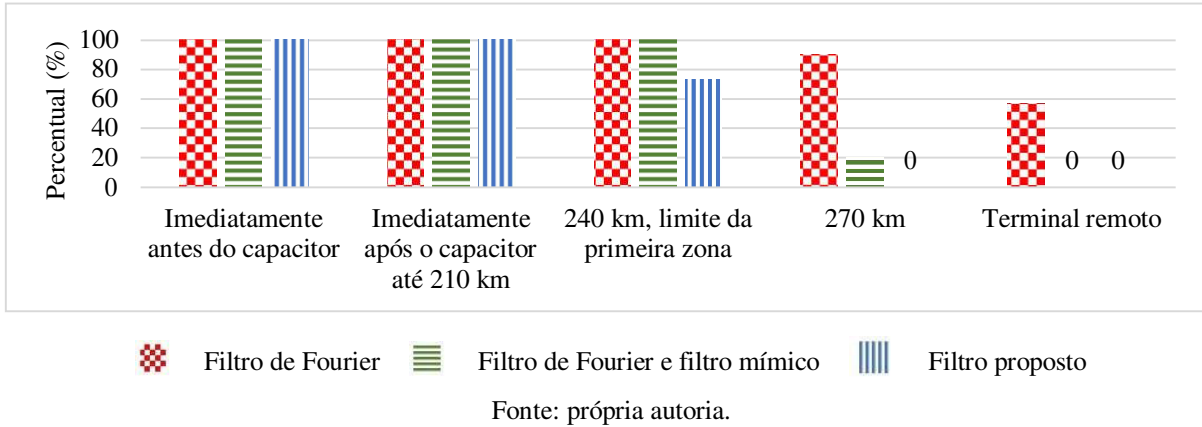 100
80
60
40
20
0
Percentual (%)
0
0
0
Imediatamente
antes do capacitor
Imediatamente
após o capacitor
até 210 km
240 km, limite da
primeira zona
270 km
Terminal remoto
Filtro de Fourier
Filtro de Fourier e filtro mímico
Filtro proposto
Fonte: própria autoria.